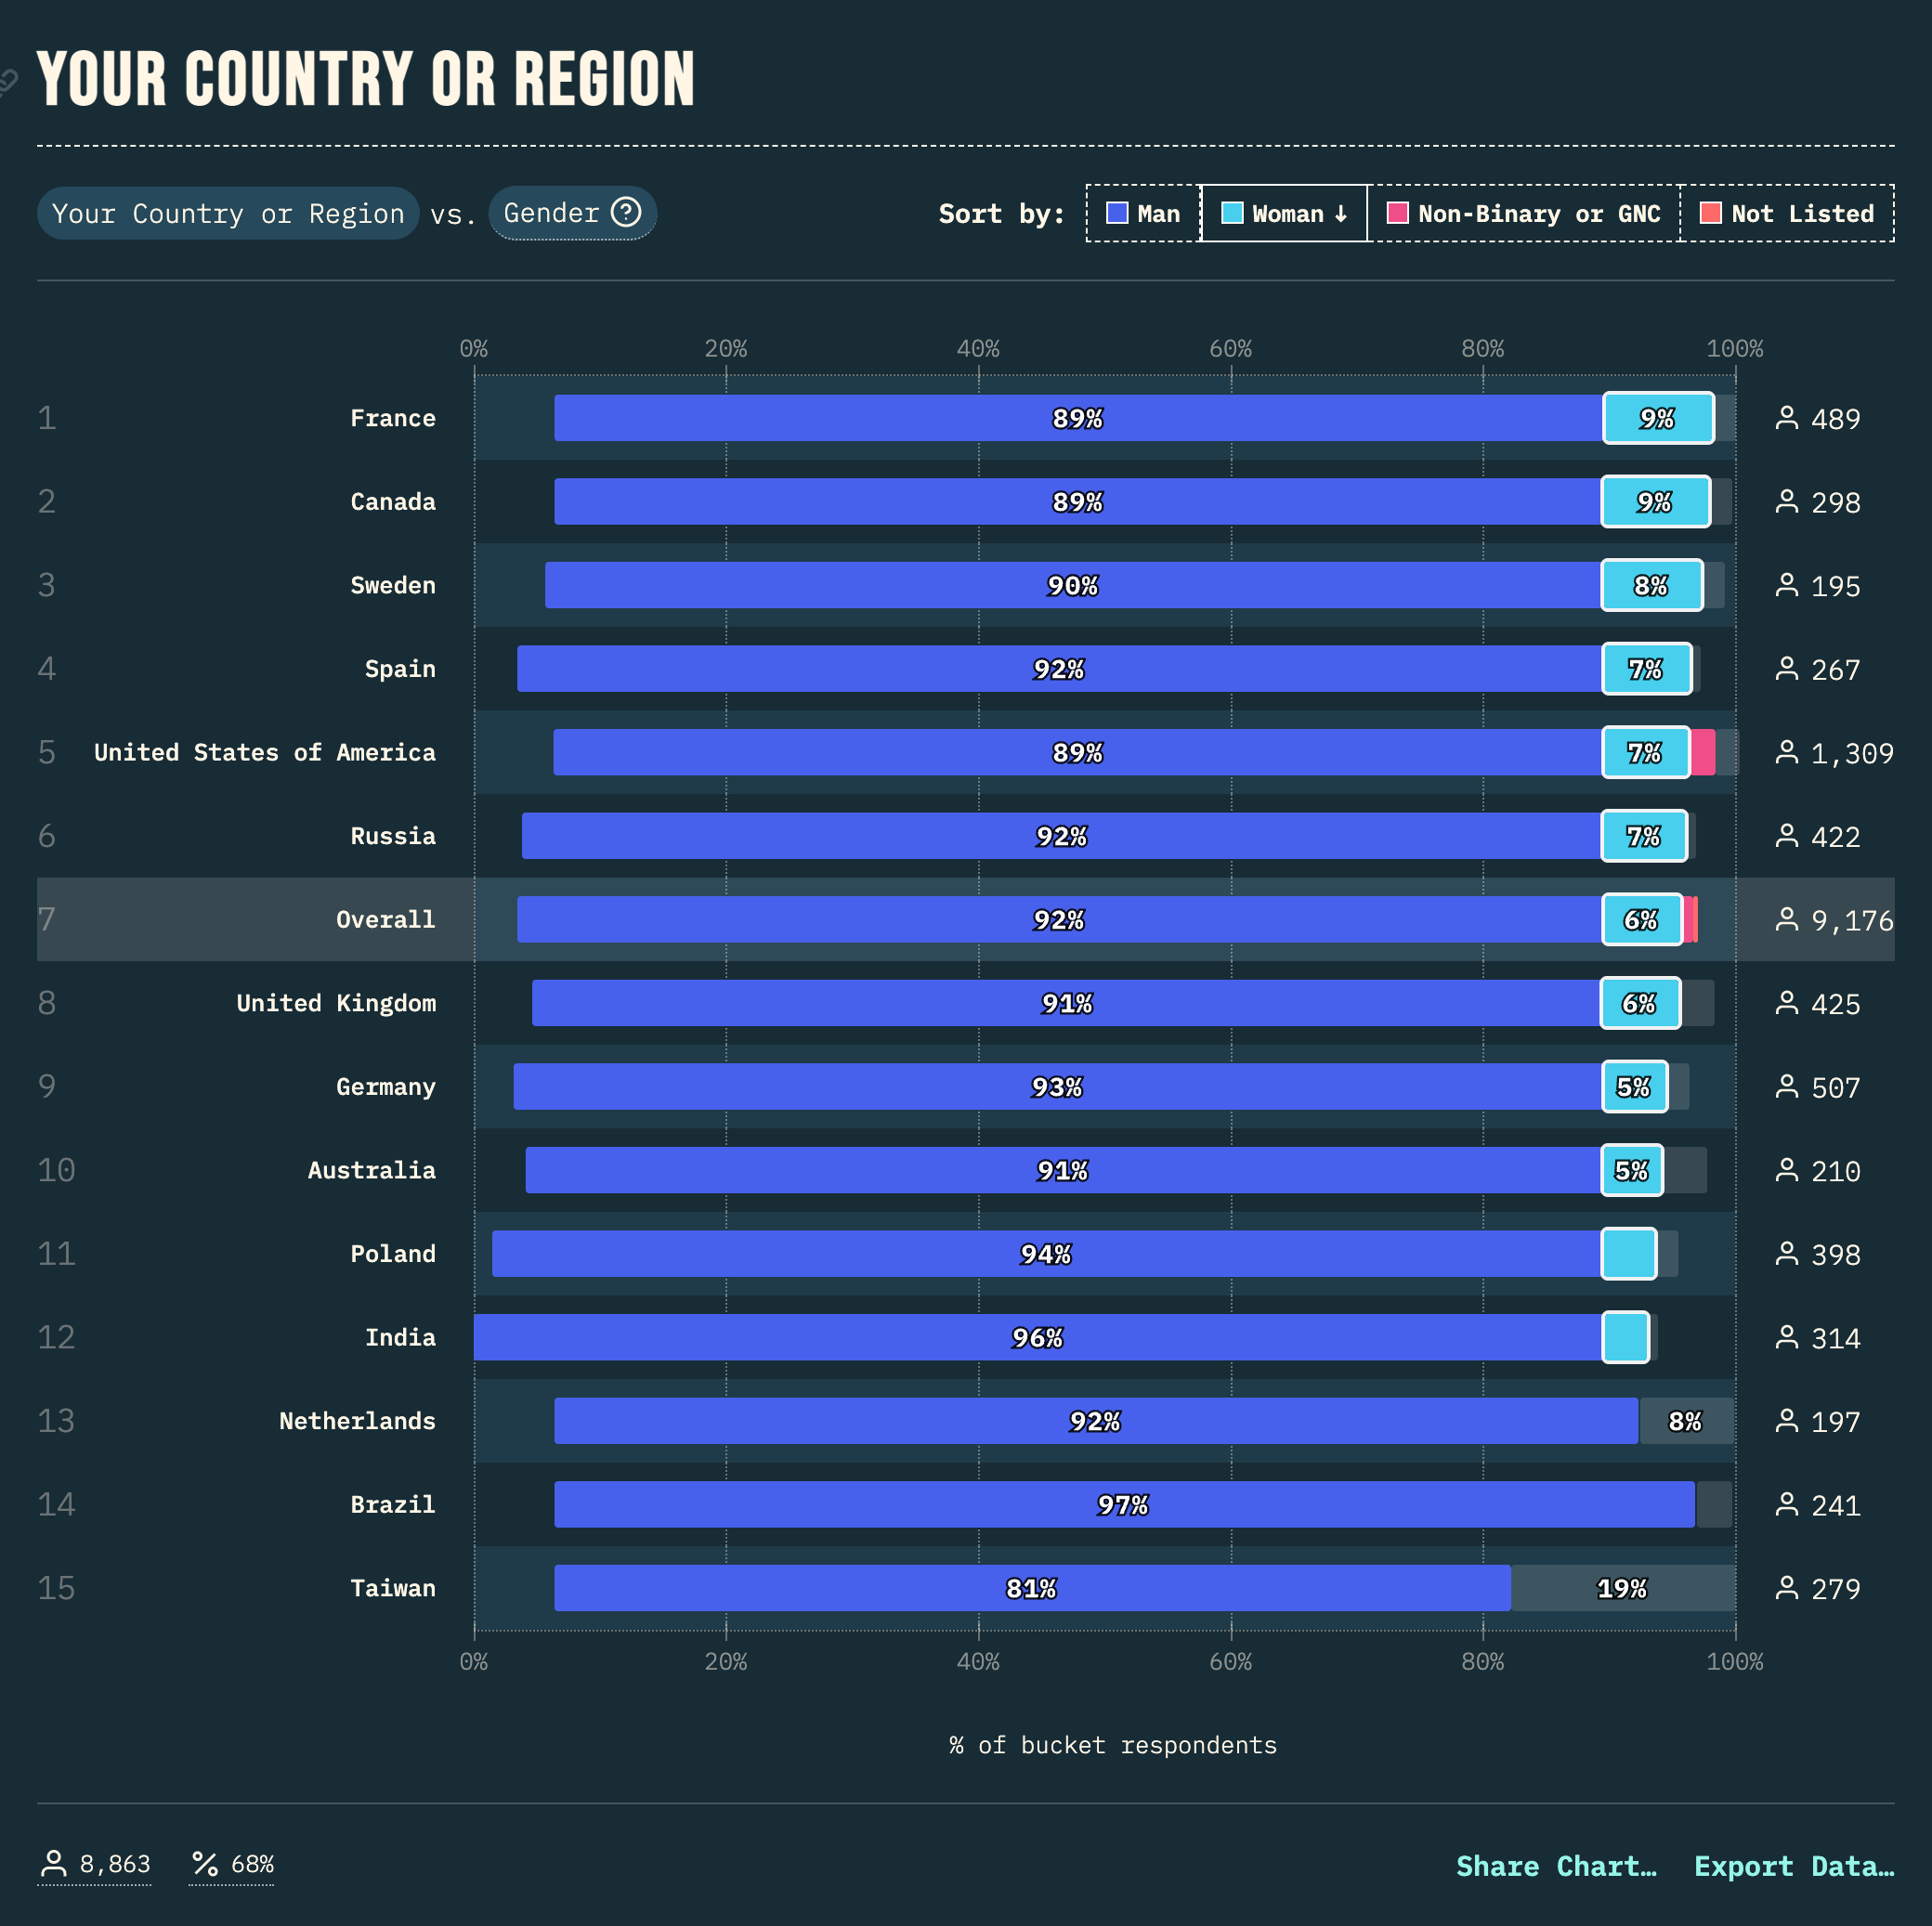 YOUR COUNTRY OR REGION
Your Country or Region vs. Gender ? Sort by: Man Woman ↓ Non-Binary or GNC Not Listed
0% 20% 40% 60% 80% 100%
1 France 89% 9% 489
2 Canada 89% 9% 298
3 Sweden 90% 8% 195
4 Spain 92% 7% 267
5 United States of America 89% 7% 1,309
6 Russia 92% 7% 422
7 Overall 92% 6% 9,176
8 United Kingdom 91% 6% 425
9 Germany 93% 5% 507
10 Australia 91% 5% 210
11 Poland 94% 398
12 India 96% 314
13 Netherlands 92% 8% 197
14 Brazil 97% 241
15 Taiwan 81% 19% 279
0% 20% 40% 60% 80% 100%
% of bucket respondents
8,863 % 68% Share Chart… Export Data…